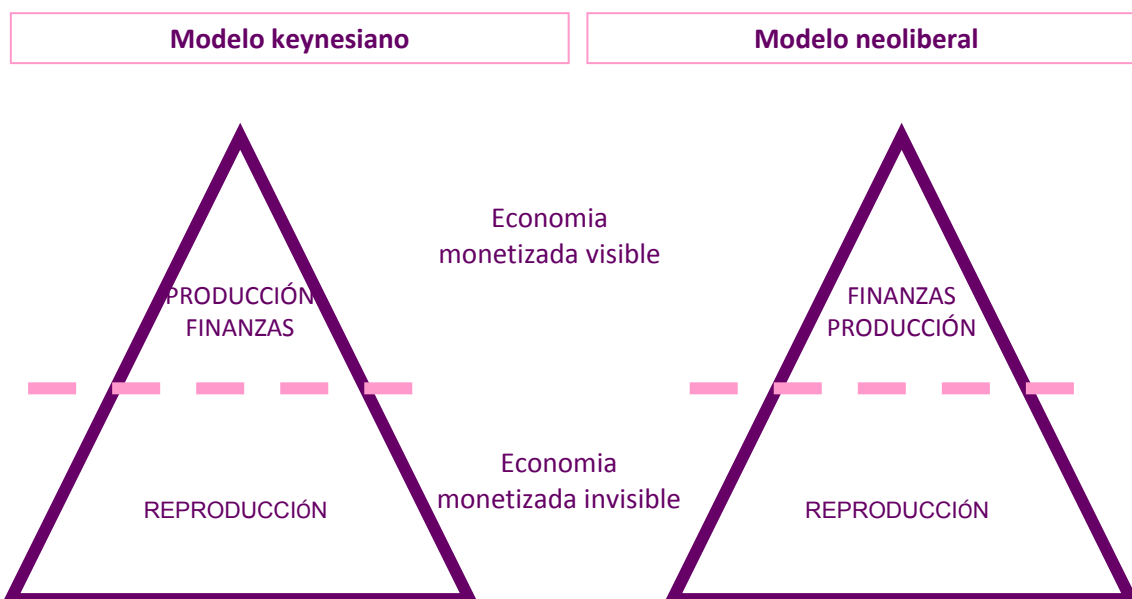 Modelo keynesiano
Modelo neoliberal
Economia
monetizada visible
PRODUCCIÓN
FINANZAS
FINANZAS
PRODUCCIÓN
Economia
monetizada invisible
REPRODUCCIÓN
REPRODUCCIÓN